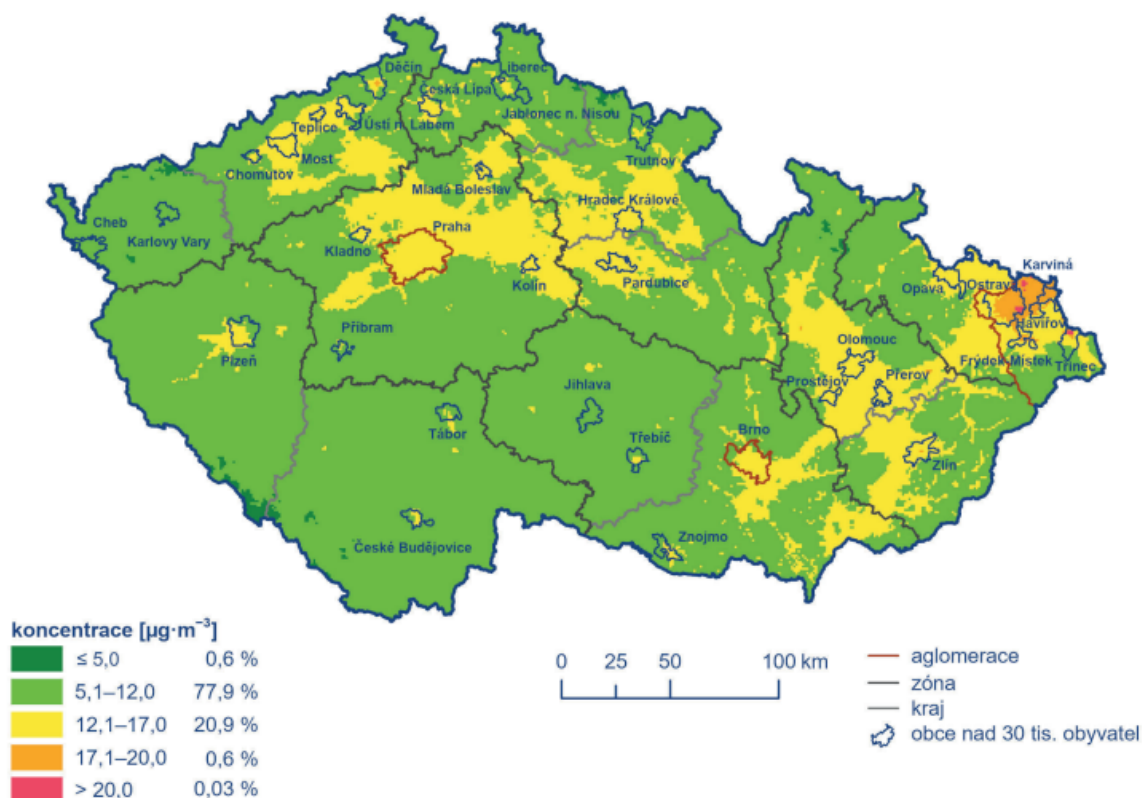 Děčín
Liberec
Česká Lípa
Jablonec n. Nisou
Teplice
Ústí n. Labem
Trutnov
Most
Chomutov
Mladá Boleslav
Hradec Králové
Cheb
Karlovy Vary
Praha
Kladno
Karviná
Kolín
Pardubice
Opava
Ostrava
Havířov
Příbram
Olomouc
Plzeň
Frýdek Místek
Třinec
Jihlava
Prostějov
Přerov
Tábor
Třebíč
Brno
Zlín
České Budějovice
Znojmo
koncentrace [µg·m⁻³]
≤ 5,0 0,6 %
5,1–12,0 77,9 %
12,1–17,0 20,9 %
17,1–20,0 0,6 %
> 20,0 0,03 %
0 25 50 100 km
aglomerace
zóna
kraj
obce nad 30 tis. obyvatel